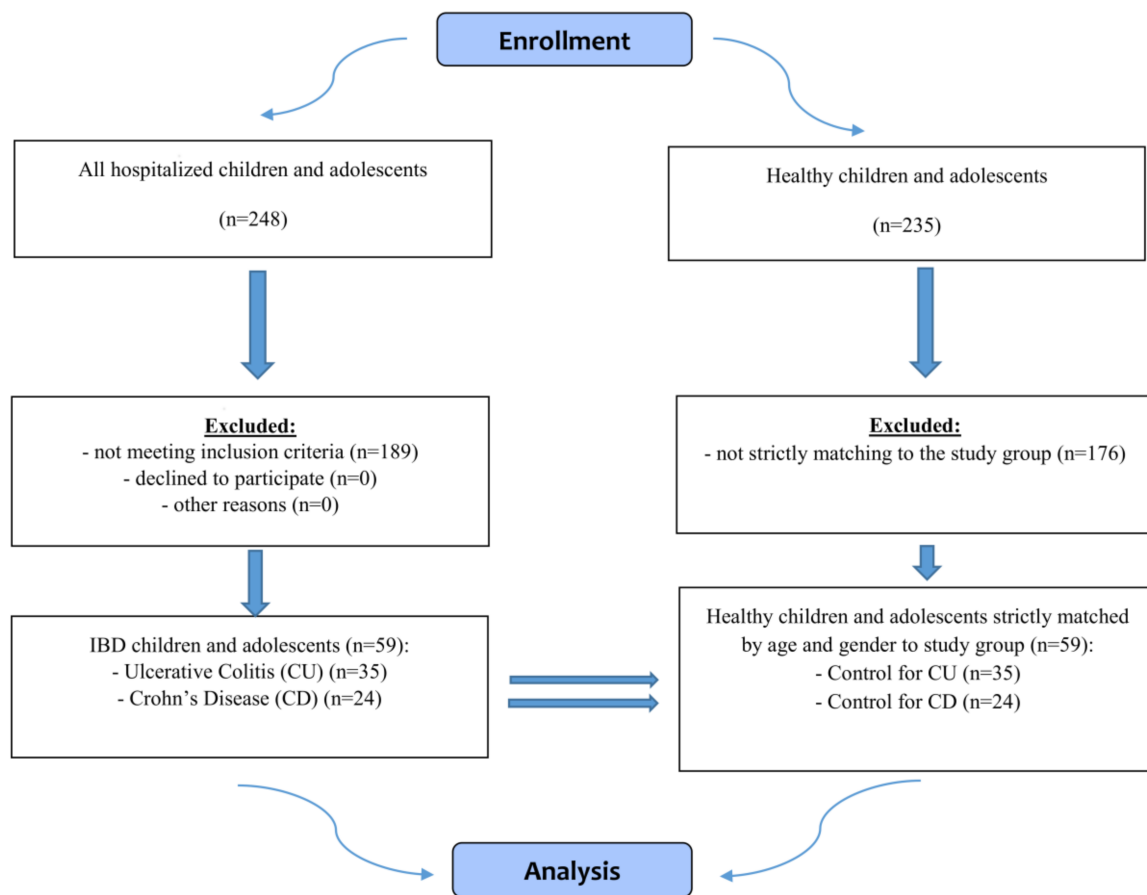 Enrollment
All hospitalized children and adolescents
(n=248)
Healthy children and adolescents
(n=235)
Excluded:
- not meeting inclusion criteria (n=189)
- declined to participate (n=0)
- other reasons (n=0)
Excluded:
- not strictly matching to the study group (n=176)
IBD children and adolescents (n=59):
- Ulcerative Colitis (CU) (n=35)
- Crohn’s Disease (CD) (n=24)
Healthy children and adolescents strictly matched
by age and gender to study group (n=59):
- Control for CU (n=35)
- Control for CD (n=24)
Analysis